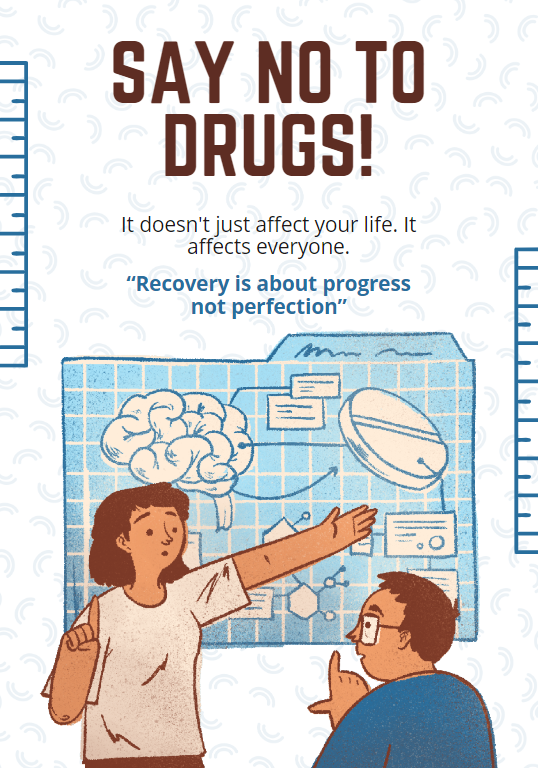 SAY NO TO
DRUGS!
It doesn't just affect your life. It
affects everyone.
“Recovery is about progress
not perfection”